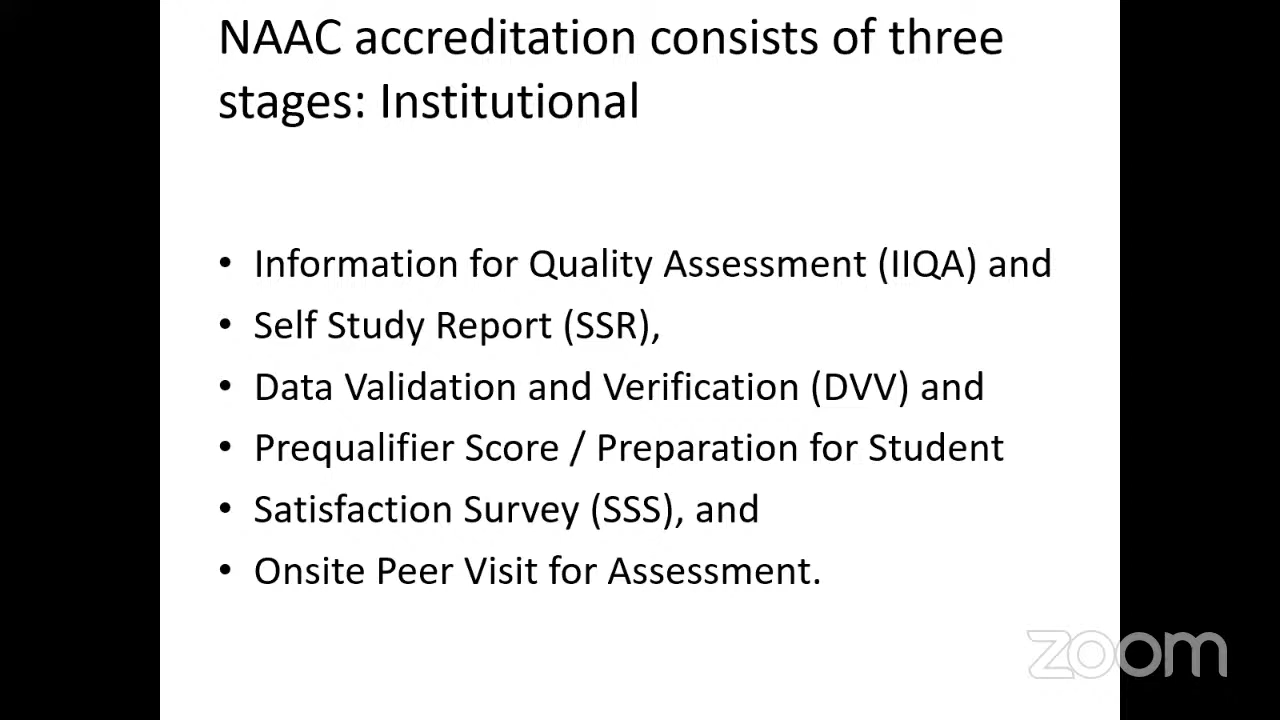 NAAC accreditation consists of three
stages: Institutional
• Information for Quality Assessment (IIQA) and
• Self Study Report (SSR),
• Data Validation and Verification (DVV) and
• Prequalifier Score / Preparation for Student
• Satisfaction Survey (SSS), and
• Onsite Peer Visit for Assessment.
zoom